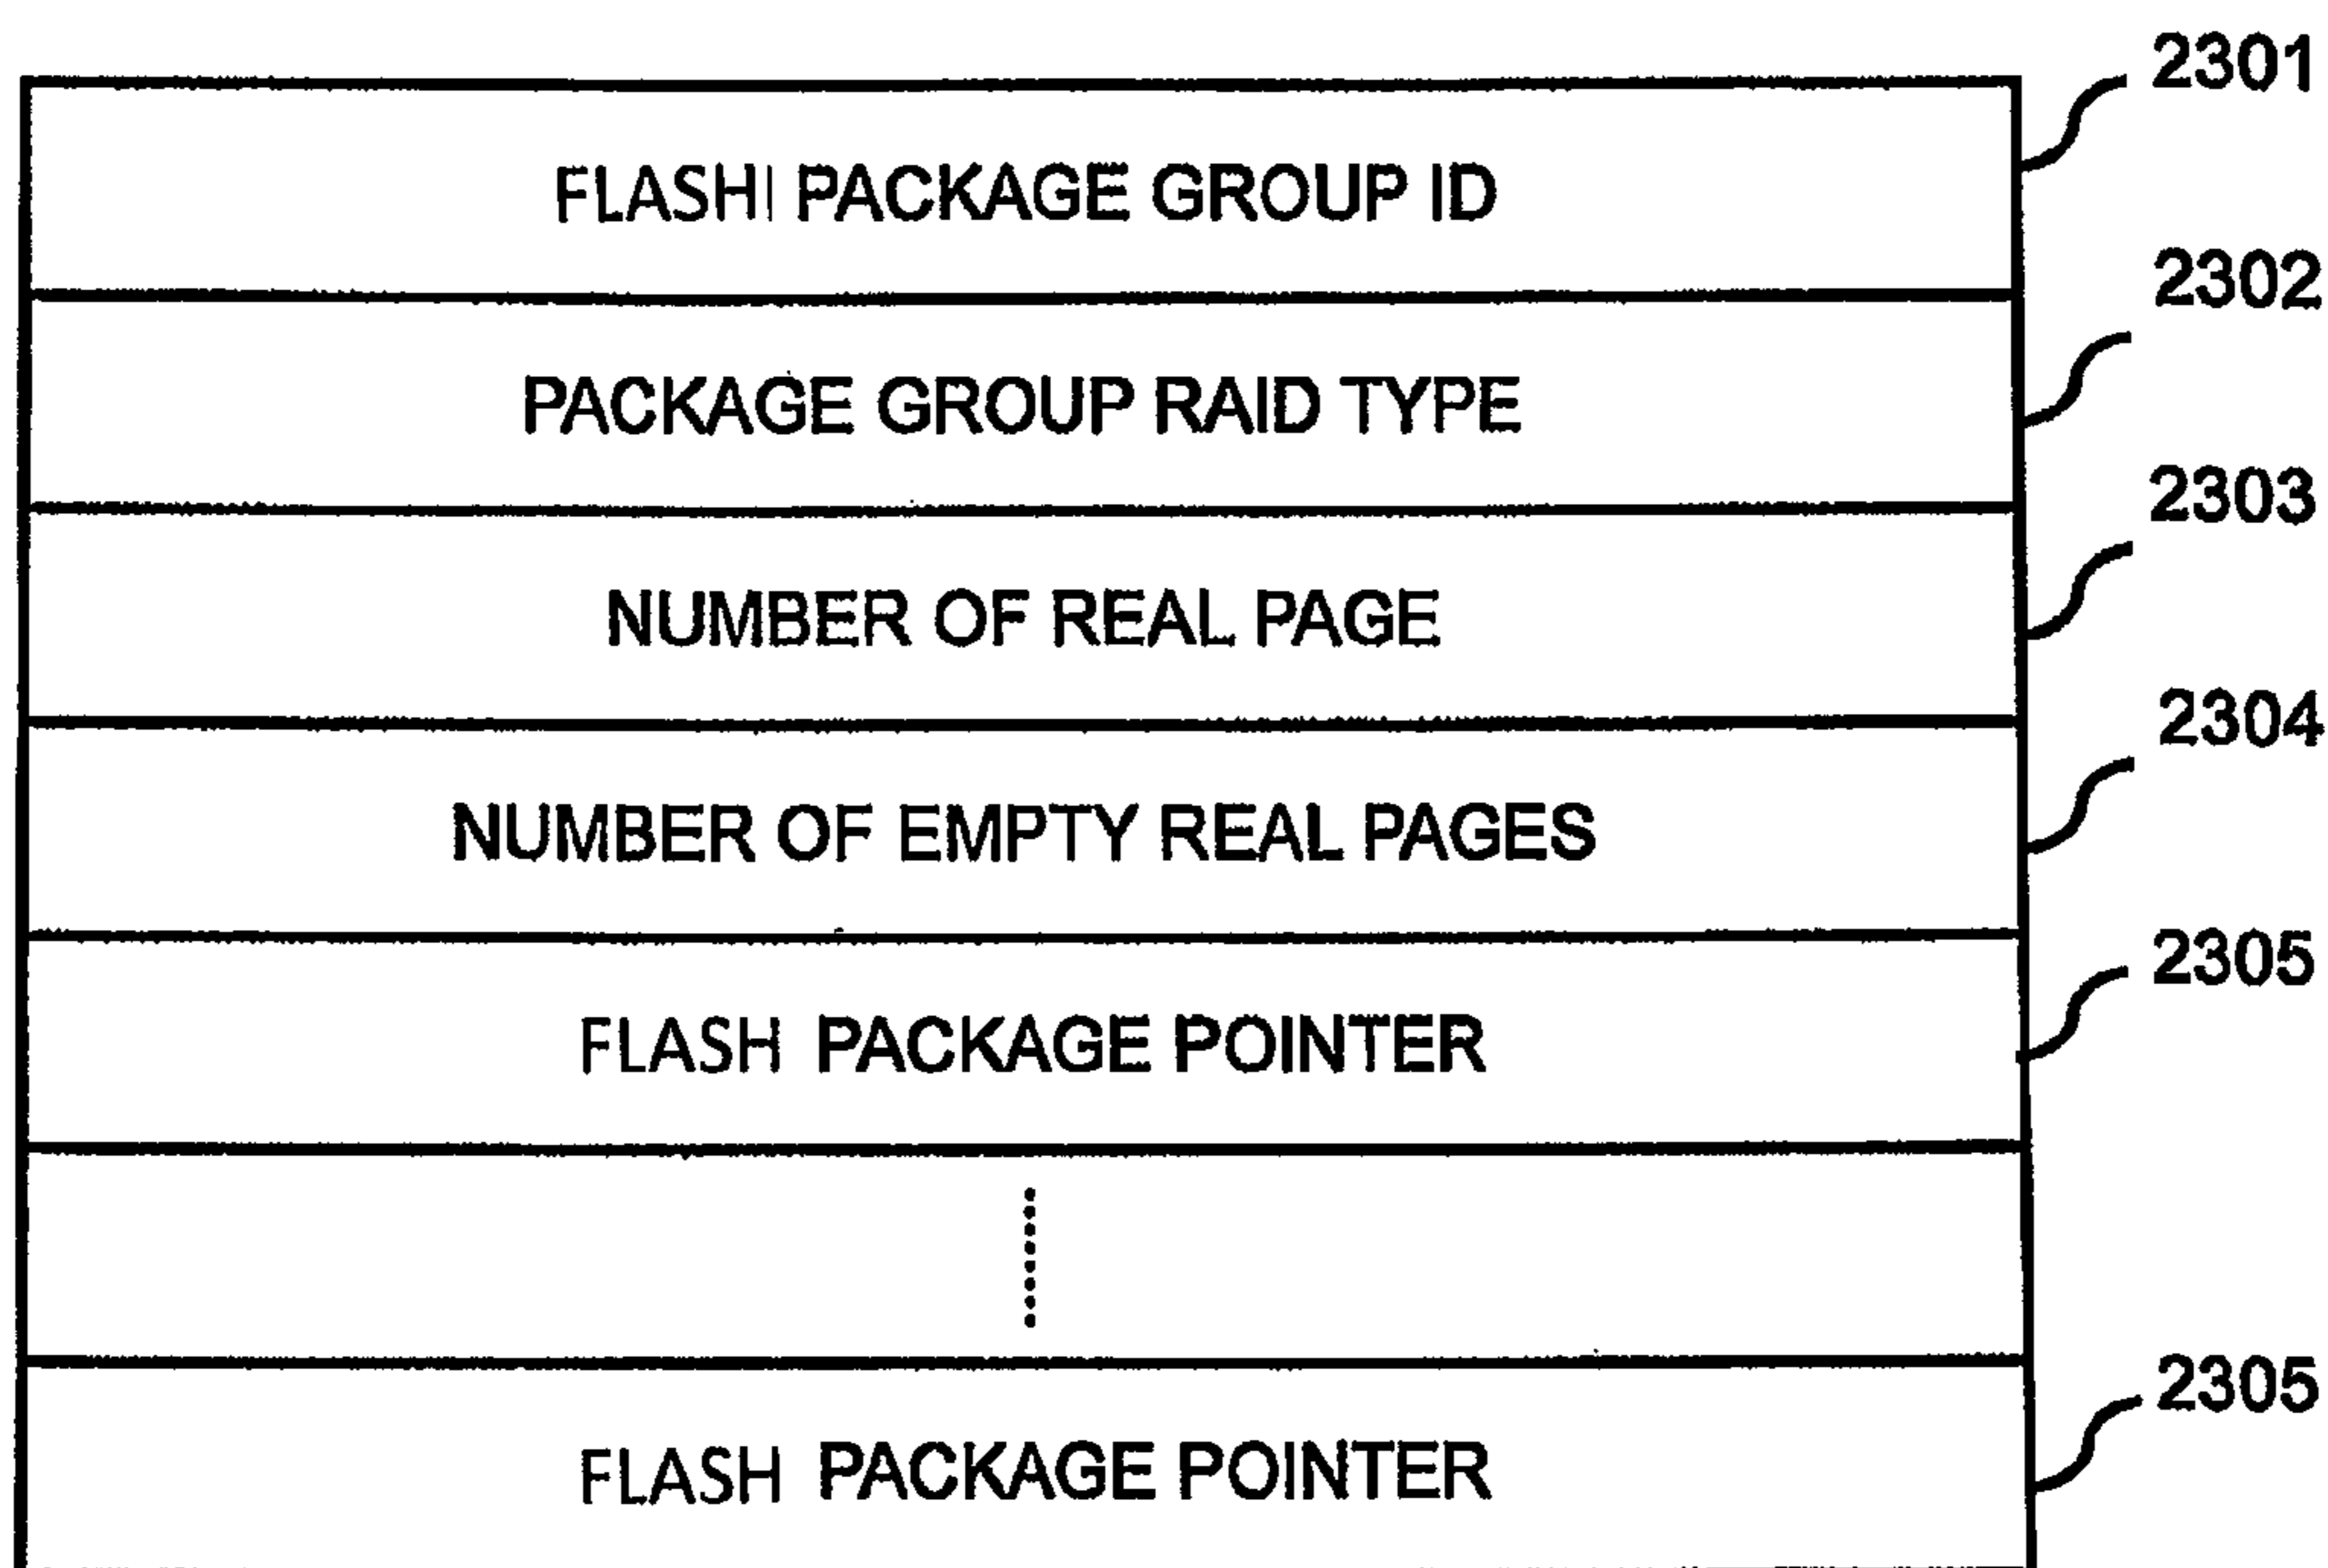 2301
FLASHI PACKAGE GROUP ID
2302
PACKAGE GROUP RAID TYPE
2303
NUMBER OF REAL PAGE
2304
NUMBER OF EMPTY REAL PAGES
2305
FLASH PACKAGE POINTER
2305
FLASH PACKAGE POINTER